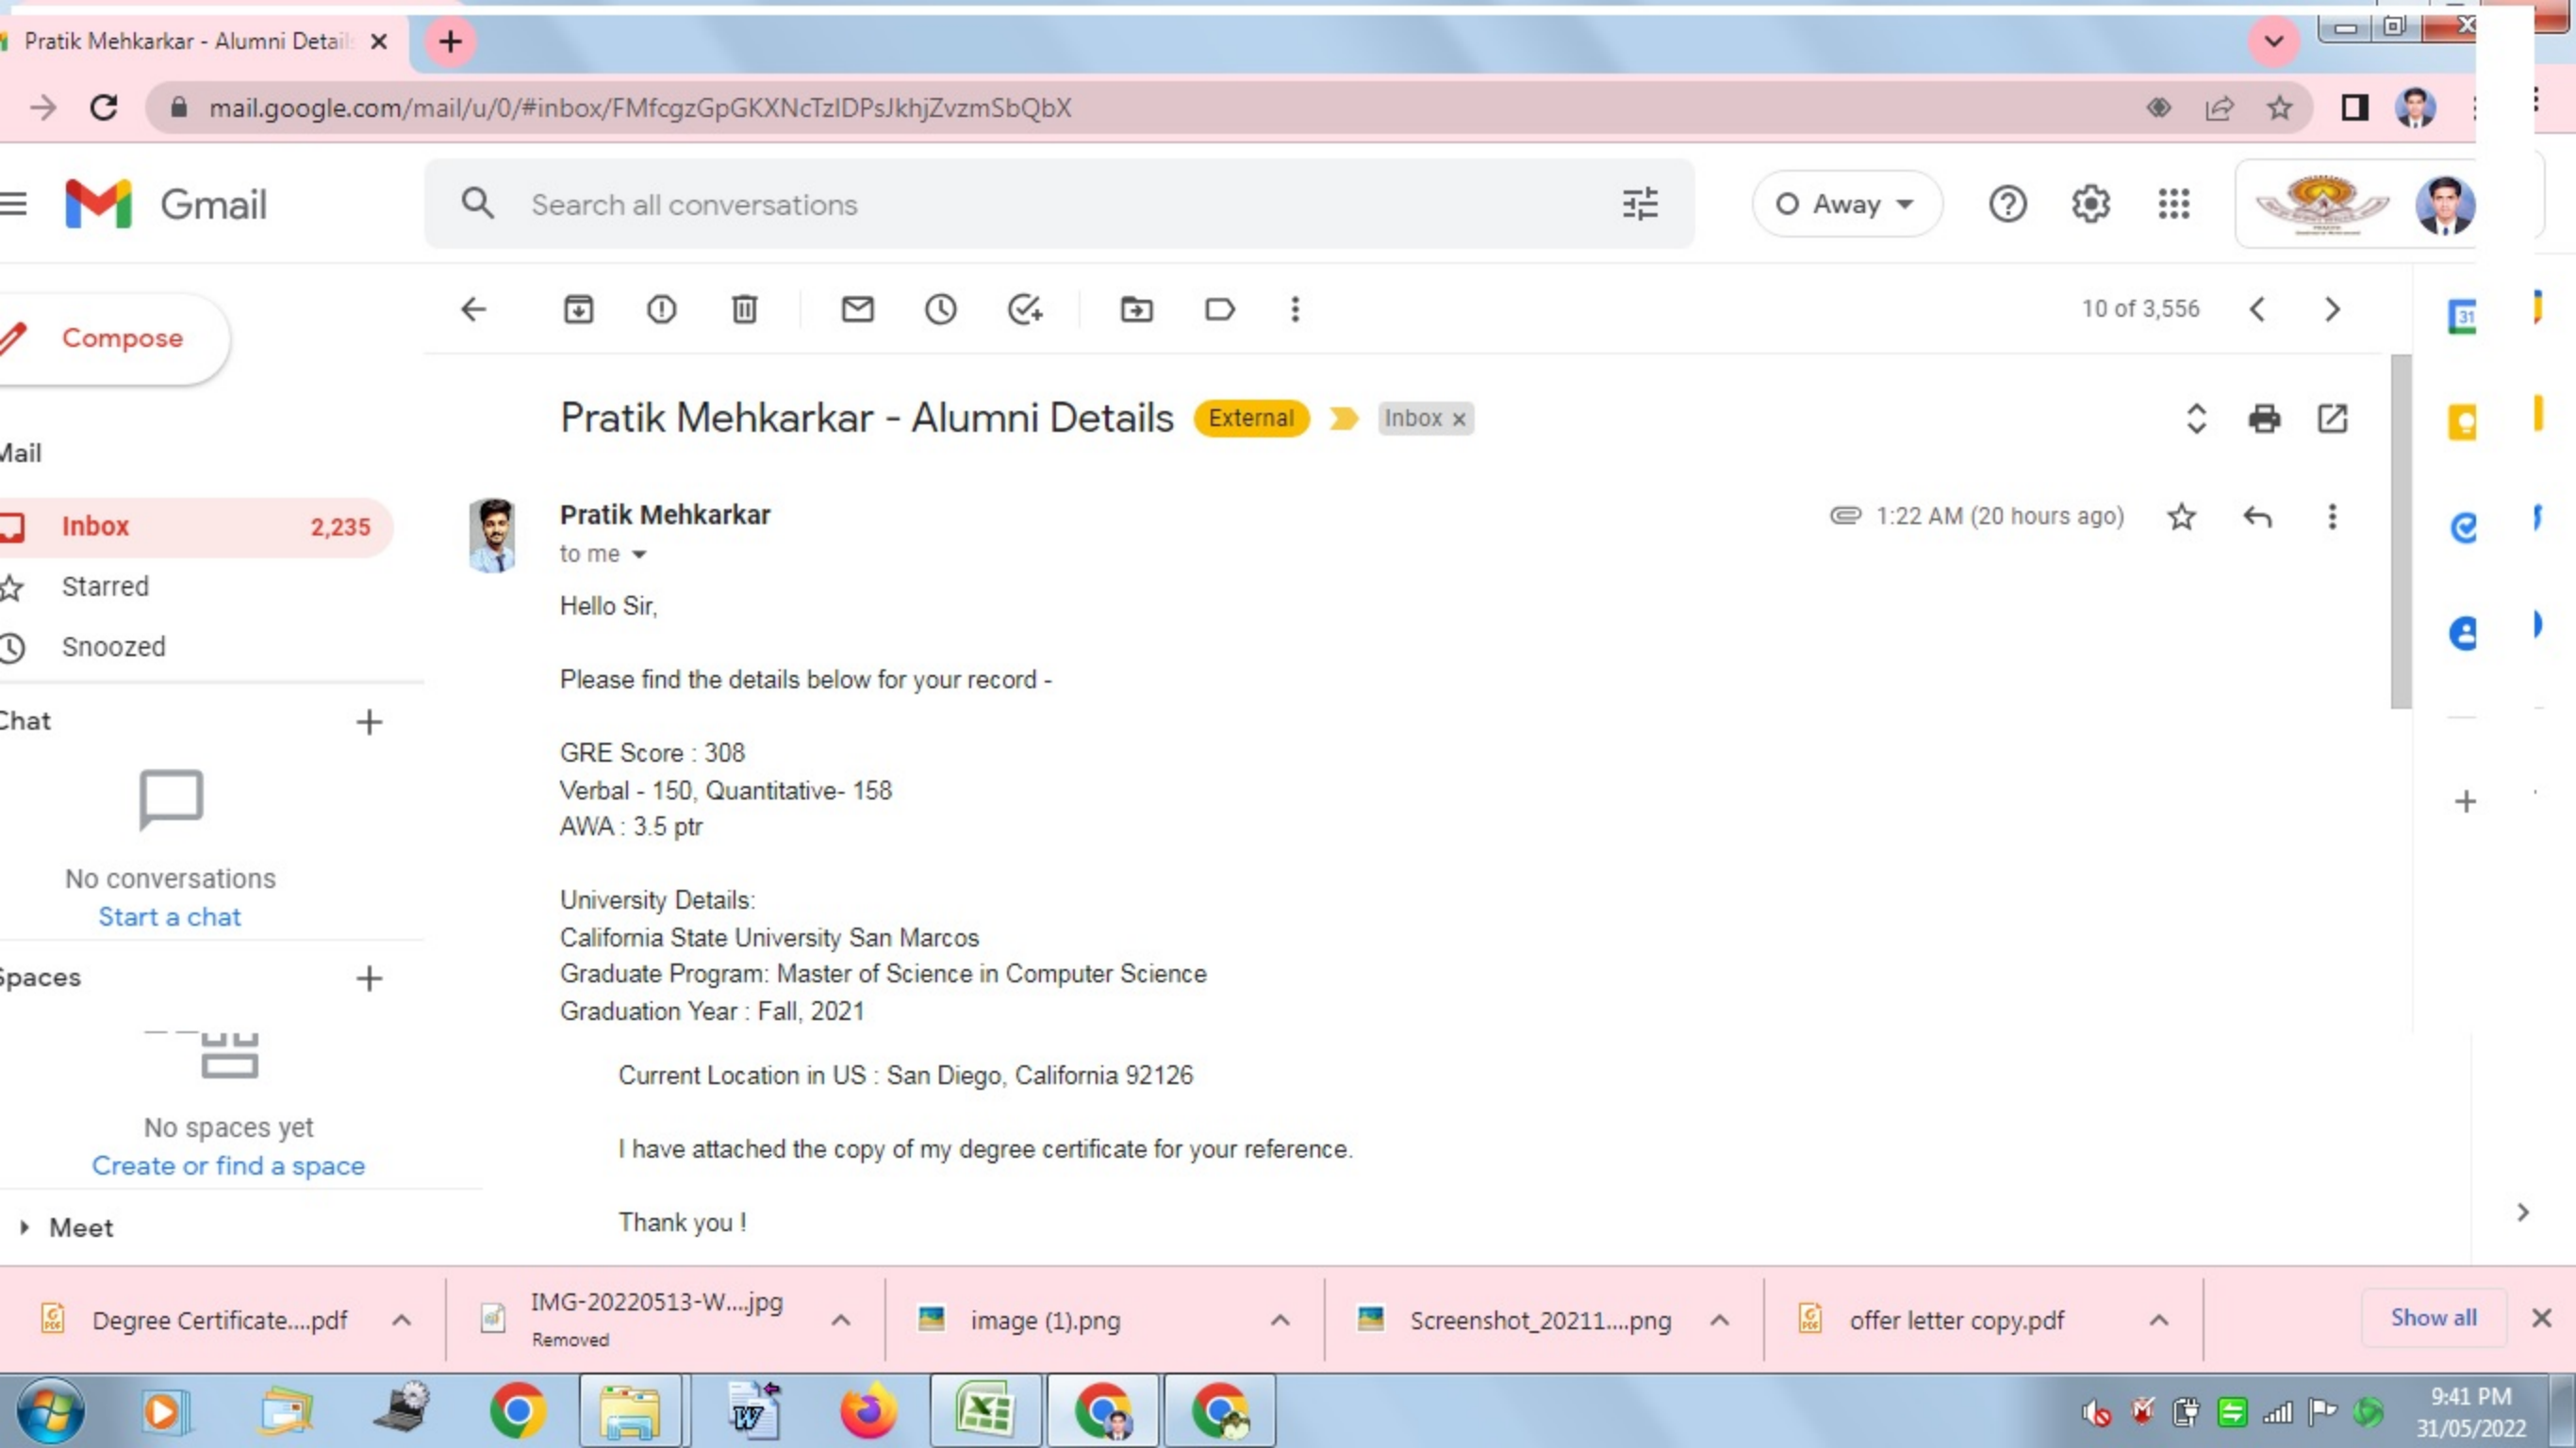 Pratik Mehkarkar - Alumni Detail
mail.google.com/mail/u/0/#inbox/FMfcgzGpGKXNcTzlDPsJkhjZvzmSbQbX
Gmail
Search all conversations
Away
Compose
10 of 3,556
31
Pratik Mehkarkar - Alumni Details External Inbox x
Mail
Inbox 2,235
Starred
Snoozed
Chat
No conversations
Start a chat
Spaces
No spaces yet
Create or find a space
Meet
Pratik Mehkarkar
1:22 AM (20 hours ago)
to me
Hello Sir,
Please find the details below for your record -
GRE Score : 308
Verbal - 150, Quantitative- 158
AWA : 3.5 ptr
University Details:
California State University San Marcos
Graduate Program: Master of Science in Computer Science
Graduation Year : Fall, 2021
Current Location in US : San Diego, California 92126
I have attached the copy of my degree certificate for your reference.
Thank you !
Degree Certificate....pdf
IMG-20220513-W....jpg
Removed
image (1).png
Screenshot_20211....png
offer letter copy.pdf
Show all
9:41 PM
31/05/2022